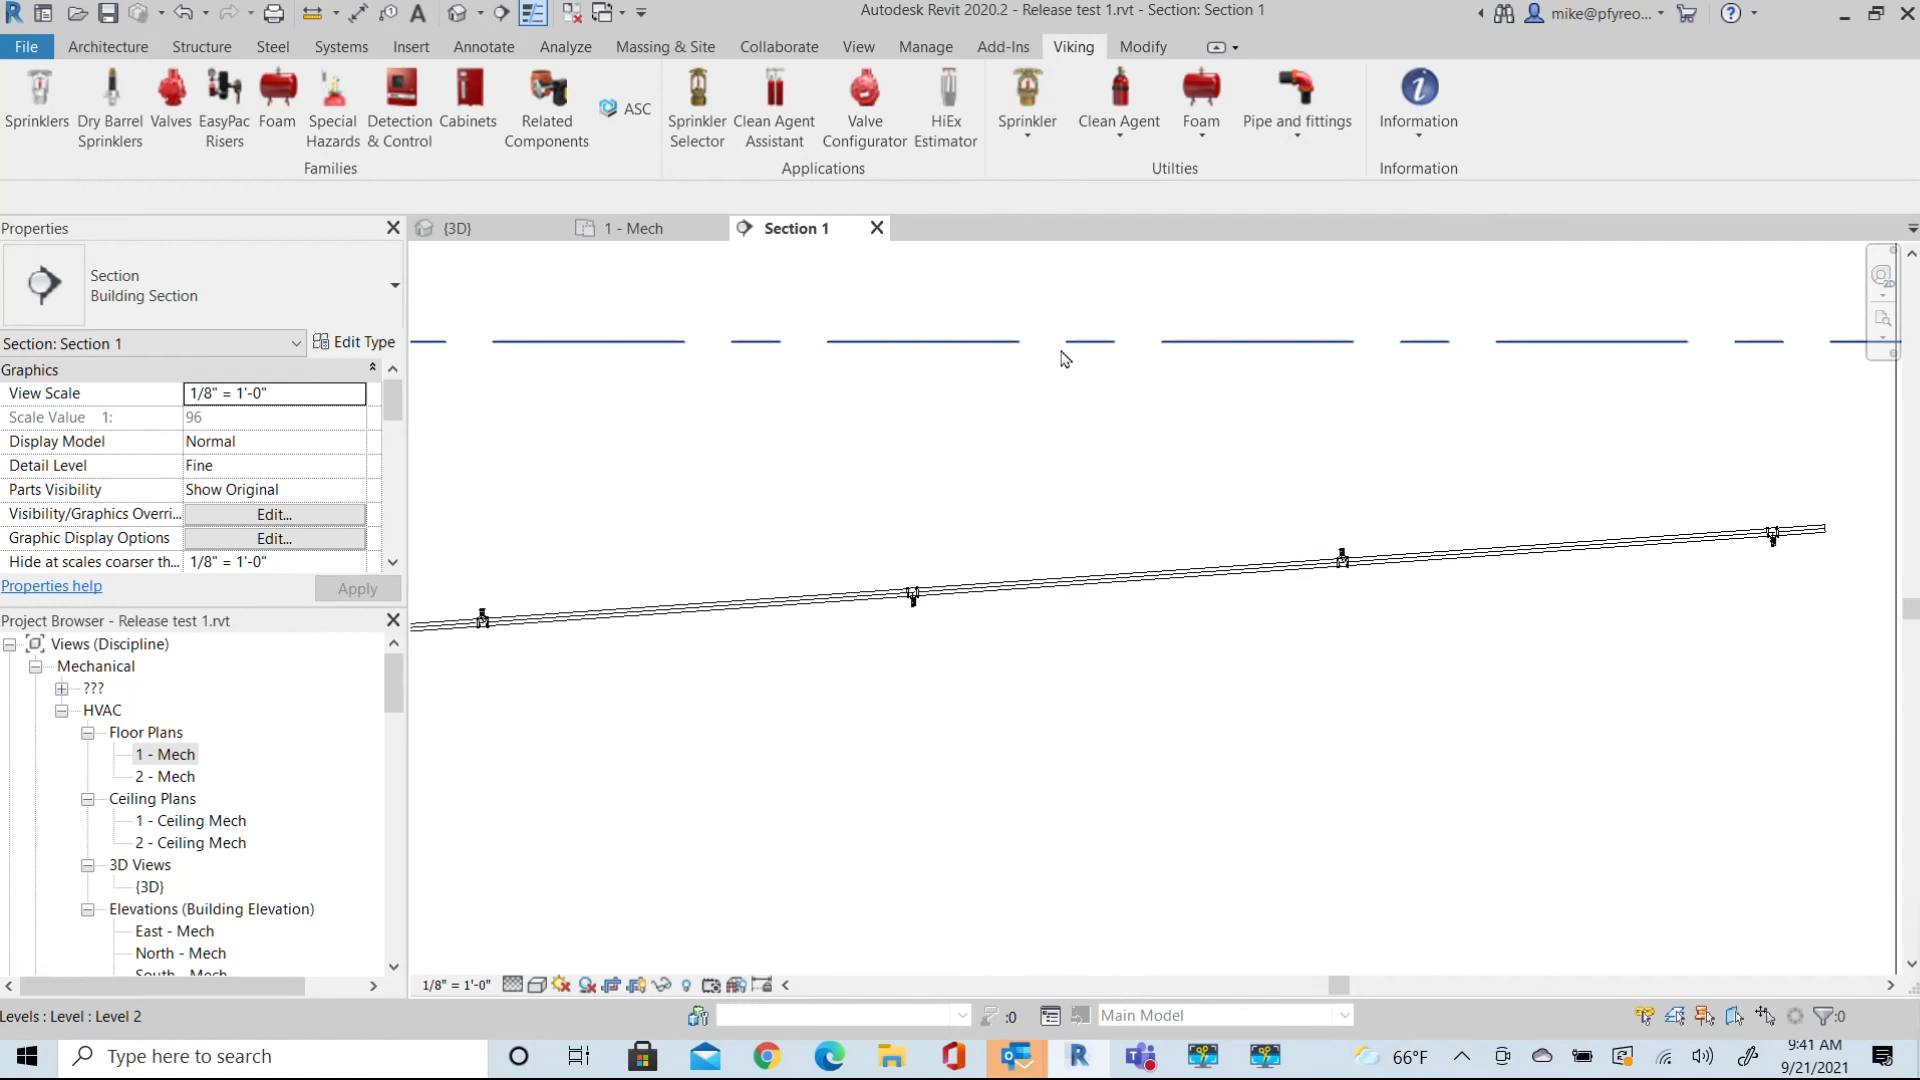 Autodesk Revit 2020.2 - Release test 1.rvt - Section: Section 1
mike@pfyreo...
File Architecture Structure Steel Systems Insert Annotate Analyze Massing & Site Collaborate View Manage Add-Ins Viking Modify
Sprinklers
Dry Barrel
Sprinklers
Valves
EasyPac
Risers
Foam
Special
Hazards
Detection
& Control
Cabinets
Related
Components
ASC
Sprinkler
Selector
Clean Agent
Assistant
Valve
Configurator
HiEx
Estimator
Sprinkler
Clean Agent
Foam
Pipe and fittings
Information
Families
Applications
Utilties
Information
Properties
{3D}
1 - Mech
Section 1
Section
Building Section
Section: Section 1
Edit Type
Graphics
View Scale 1/8" = 1'-0"
Scale Value 1: 96
Display Model Normal
Detail Level Fine
Parts Visibility Show Original
Visibility/Graphics Overri... Edit...
Graphic Display Options Edit...
Hide at scales coarser th... 1/8" = 1'-0"
Properties help
Apply
Project Browser - Release test 1.rvt
Views (Discipline)
Mechanical
???
HVAC
Floor Plans
1 - Mech
2 - Mech
Ceiling Plans
1 - Ceiling Mech
2 - Ceiling Mech
3D Views
{3D}
Elevations (Building Elevation)
East - Mech
North - Mech
South - Mech
1/8" = 1'-0"
Levels : Level : Level 2
:0
Main Model
:0
Type here to search
66°F
9:41 AM
9/21/2021